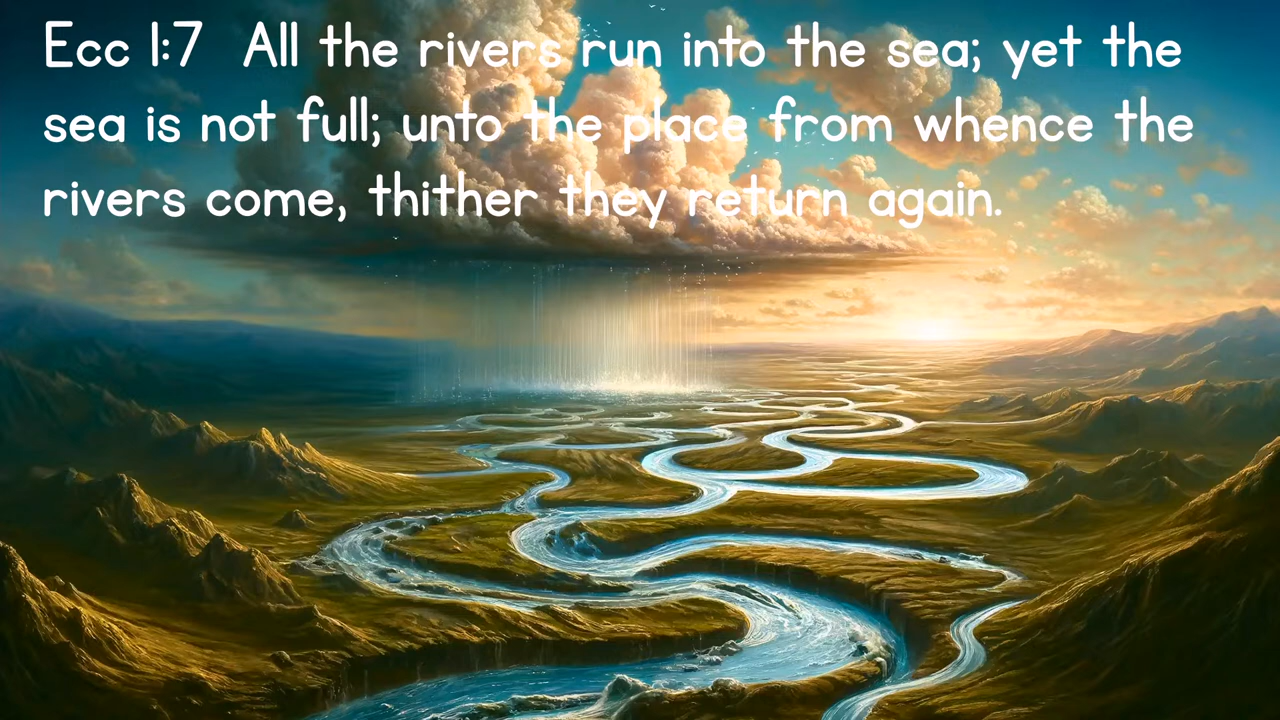 Ecc 1:7  All the rivers run into the sea; yet the
sea is not full; unto the place from whence the
rivers come, thither they return again.